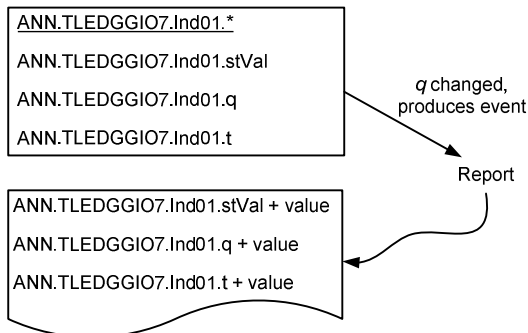 ANN.TLEDGGIO7.Ind01.*
ANN.TLEDGGIO7.Ind01.stVal
ANN.TLEDGGIO7.Ind01.q
ANN.TLEDGGIO7.Ind01.t
q changed,
produces event
Report
ANN.TLEDGGIO7.Ind01.stVal + value
ANN.TLEDGGIO7.Ind01.q + value
ANN.TLEDGGIO7.Ind01.t + value